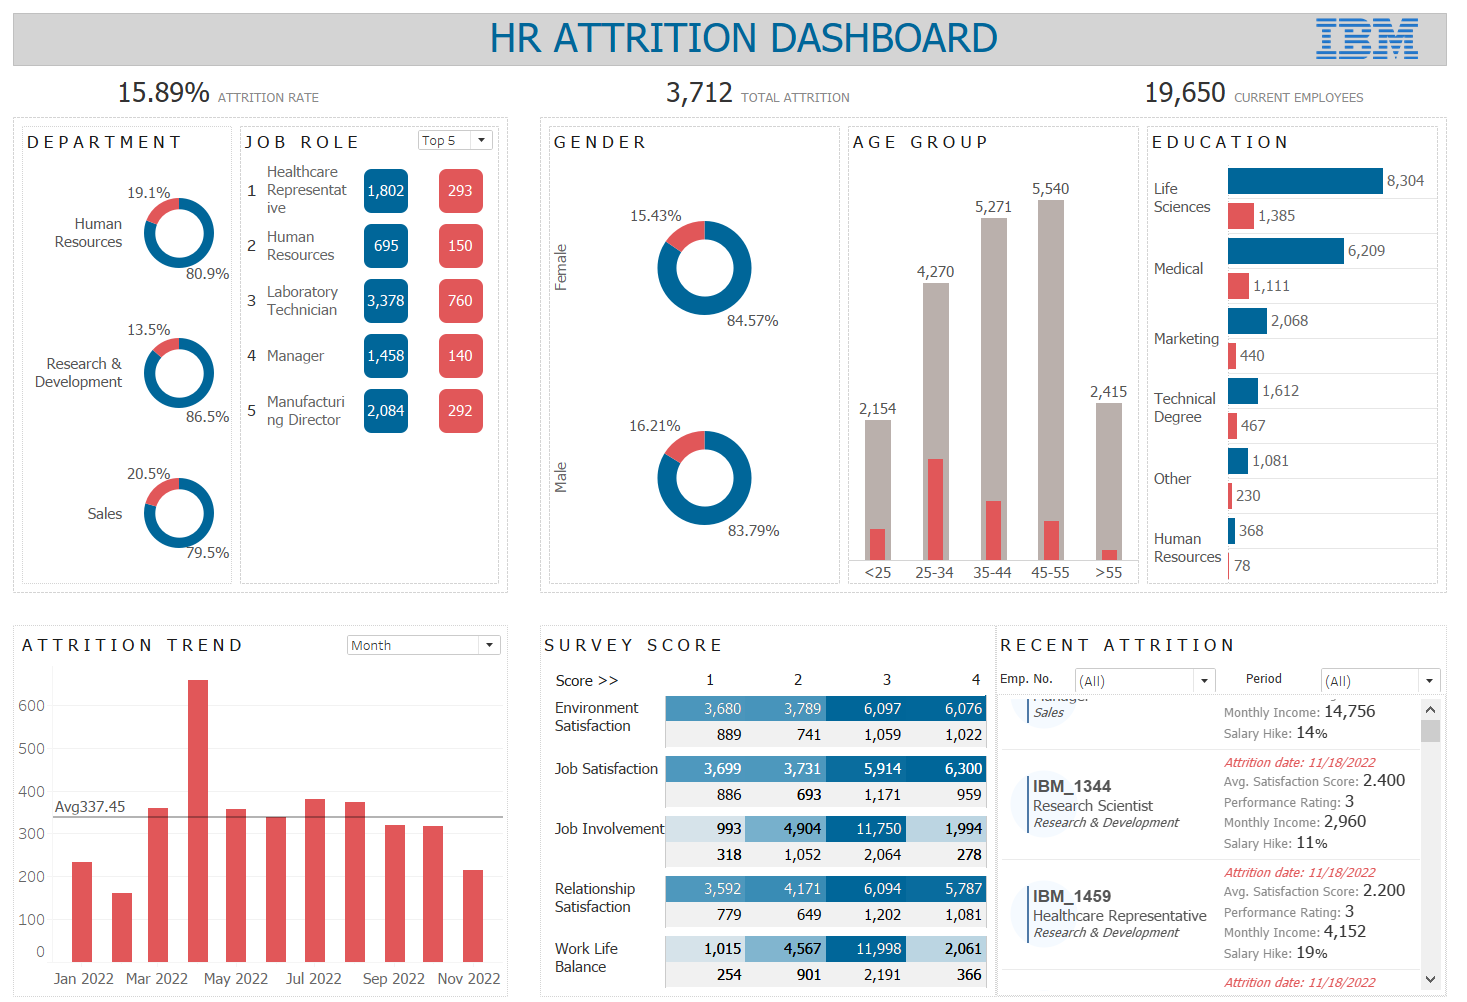 HR ATTRITION DASHBOARD
IBM
15.89% ATTRITION RATE
3,712 TOTAL ATTRITION
19,650 CURRENT EMPLOYEES
DEPARTMENT
19.1%
Human
Resources
80.9%
13.5%
Research &
Development
86.5%
20.5%
Sales
79.5%
JOB ROLE
Top 5
1 Healthcare
Representat
ive
1,802 293
2 Human
Resources
695 150
3 Laboratory
Technician
3,378 760
4 Manager 1,458 140
5 Manufacturi
ng Director
2,084 292
GENDER
15.43%
Female
84.57%
16.21%
Male
83.79%
AGE GROUP
2,154
4,270
5,271
5,540
2,415
<25 25-34 35-44 45-55 >55
EDUCATION
Life
Sciences
8,304
1,385
Medical
6,209
1,111
Marketing
2,068
440
Technical
Degree
1,612
467
Other
1,081
230
Human
Resources
368
78
ATTRITION TREND
Month
600
500
400
Avg337.45
300
200
100
0
Jan 2022 Mar 2022 May 2022 Jul 2022 Sep 2022 Nov 2022
SURVEY SCORE
Score >> 1 2 3 4
Environment
Satisfaction
3,680 3,789 6,097 6,076
889 741 1,059 1,022
Job Satisfaction 3,699 3,731 5,914 6,300
886 693 1,171 959
Job Involvement 993 4,904 11,750 1,994
318 1,052 2,064 278
Relationship
Satisfaction
3,592 4,171 6,094 5,787
779 649 1,202 1,081
Work Life
Balance
1,015 4,567 11,998 2,061
254 901 2,191 366
RECENT ATTRITION
Emp. No. (All) Period (All)
Manager
Sales
Monthly Income: 14,756
Salary Hike: 14%
Attrition date: 11/18/2022
IBM_1344
Research Scientist
Research & Development
Avg. Satisfaction Score: 2.400
Performance Rating: 3
Monthly Income: 2,960
Salary Hike: 11%
Attrition date: 11/18/2022
IBM_1459
Healthcare Representative
Research & Development
Avg. Satisfaction Score: 2.200
Performance Rating: 3
Monthly Income: 4,152
Salary Hike: 19%
Attrition date: 11/18/2022